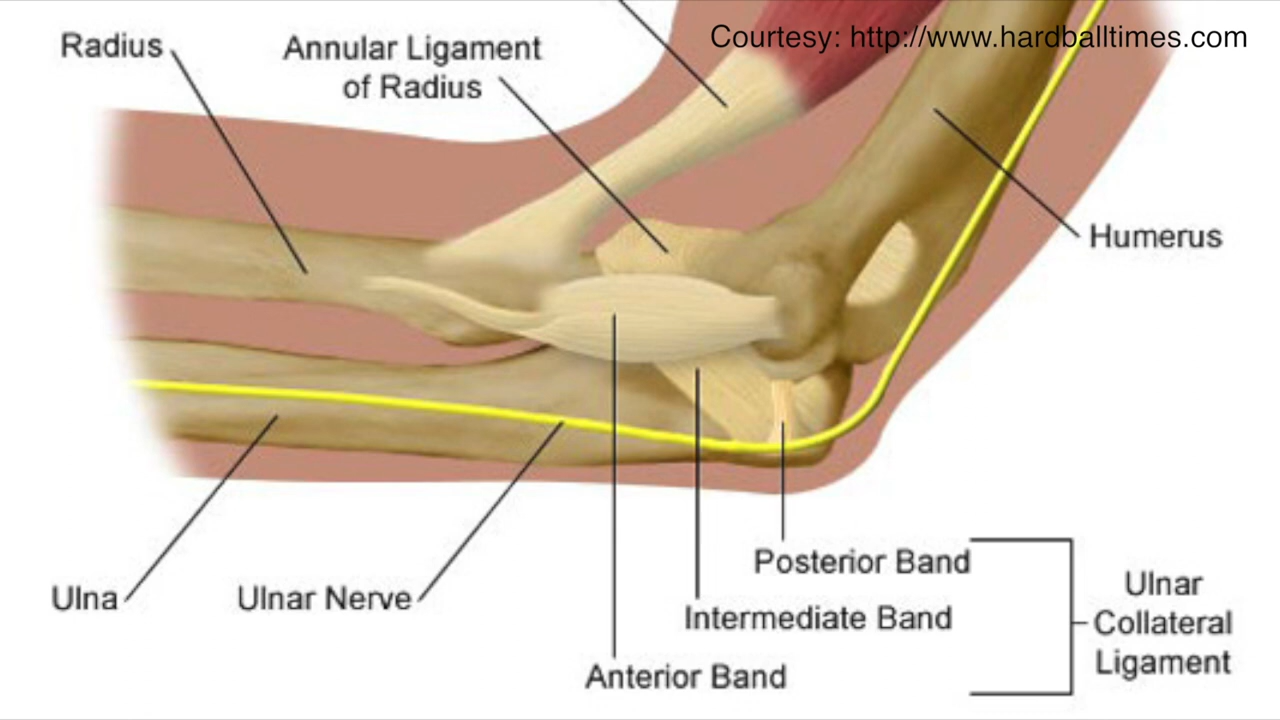 Courtesy: http://www.hardballtimes.com
Radius
Annular Ligament
of Radius
Humerus
Ulna
Ulnar Nerve
Posterior Band
Intermediate Band
Anterior Band
Ulnar
Collateral
Ligament